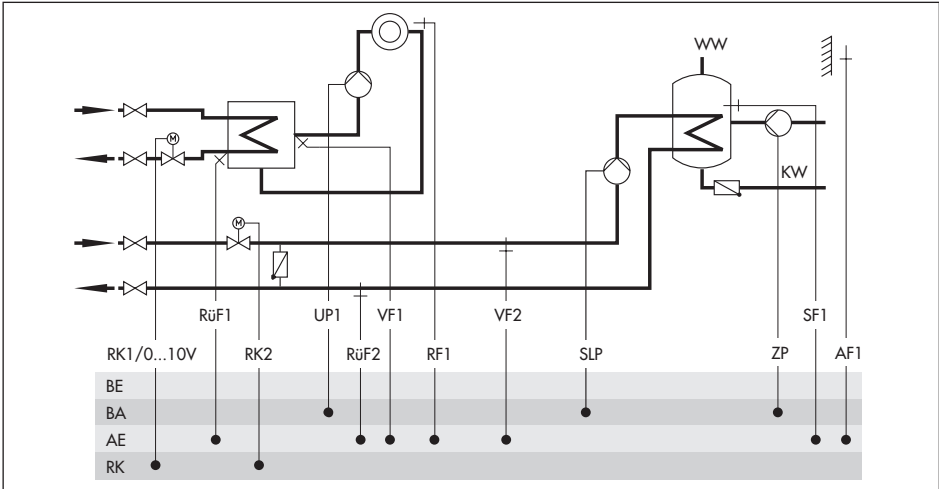 WW
M
KW
M
RüF1 UP1 VF1 VF2 SF1
RK1/0...10V RK2 RüF2 RF1 SLP ZP AF1
BE
BA
AE
RK